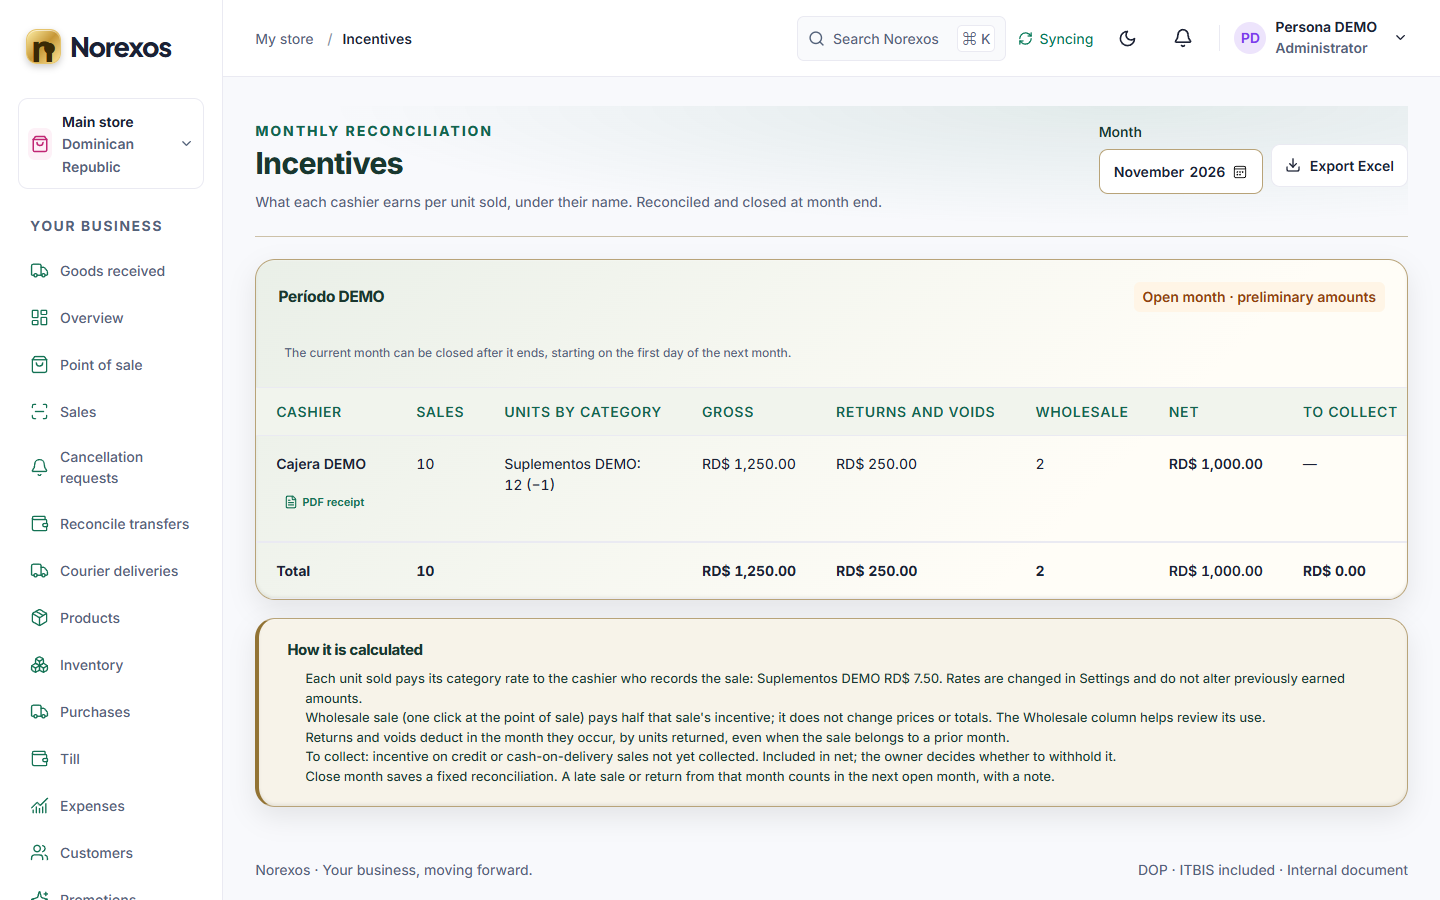 Norexos
My store / Incentives
Search Norexos
⌘ K
Syncing
PD
Persona DEMO
Administrator
Main store
Dominican
Republic
YOUR BUSINESS
Goods received
Overview
Point of sale
Sales
Cancellation
requests
Reconcile transfers
Courier deliveries
Products
Inventory
Purchases
Till
Expenses
Customers
Promotions
MONTHLY RECONCILIATION
Incentives
What each cashier earns per unit sold, under their name. Reconciled and closed at month end.
Month
November 2026
Export Excel
Período DEMO
Open month · preliminary amounts
The current month can be closed after it ends, starting on the first day of the next month.
CASHIER SALES UNITS BY CATEGORY GROSS RETURNS AND VOIDS WHOLESALE NET TO COLLECT
Cajera DEMO 10 Suplementos DEMO: RD$ 1,250.00 RD$ 250.00 2 RD$ 1,000.00 —
12 (−1)
PDF receipt
Total 10 RD$ 1,250.00 RD$ 250.00 2 RD$ 1,000.00 RD$ 0.00
How it is calculated
Each unit sold pays its category rate to the cashier who records the sale: Suplementos DEMO RD$ 7.50. Rates are changed in Settings and do not alter previously earned
amounts.
Wholesale sale (one click at the point of sale) pays half that sale's incentive; it does not change prices or totals. The Wholesale column helps review its use.
Returns and voids deduct in the month they occur, by units returned, even when the sale belongs to a prior month.
To collect: incentive on credit or cash-on-delivery sales not yet collected. Included in net; the owner decides whether to withhold it.
Close month saves a fixed reconciliation. A late sale or return from that month counts in the next open month, with a note.
Norexos · Your business, moving forward.
DOP · ITBIS included · Internal document